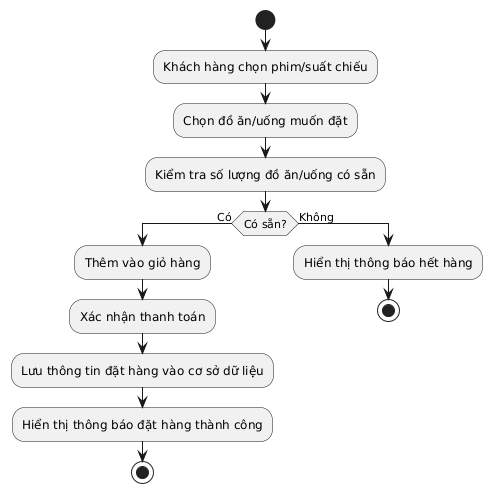 Khách hàng chọn phim/suất chiếu
Chọn đồ ăn/uống muốn đặt
Kiểm tra số lượng đồ ăn/uống có sẵn
Có sẵn?
Có
Không
Thêm vào giỏ hàng
Xác nhận thanh toán
Lưu thông tin đặt hàng vào cơ sở dữ liệu
Hiển thị thông báo đặt hàng thành công
Hiển thị thông báo hết hàng